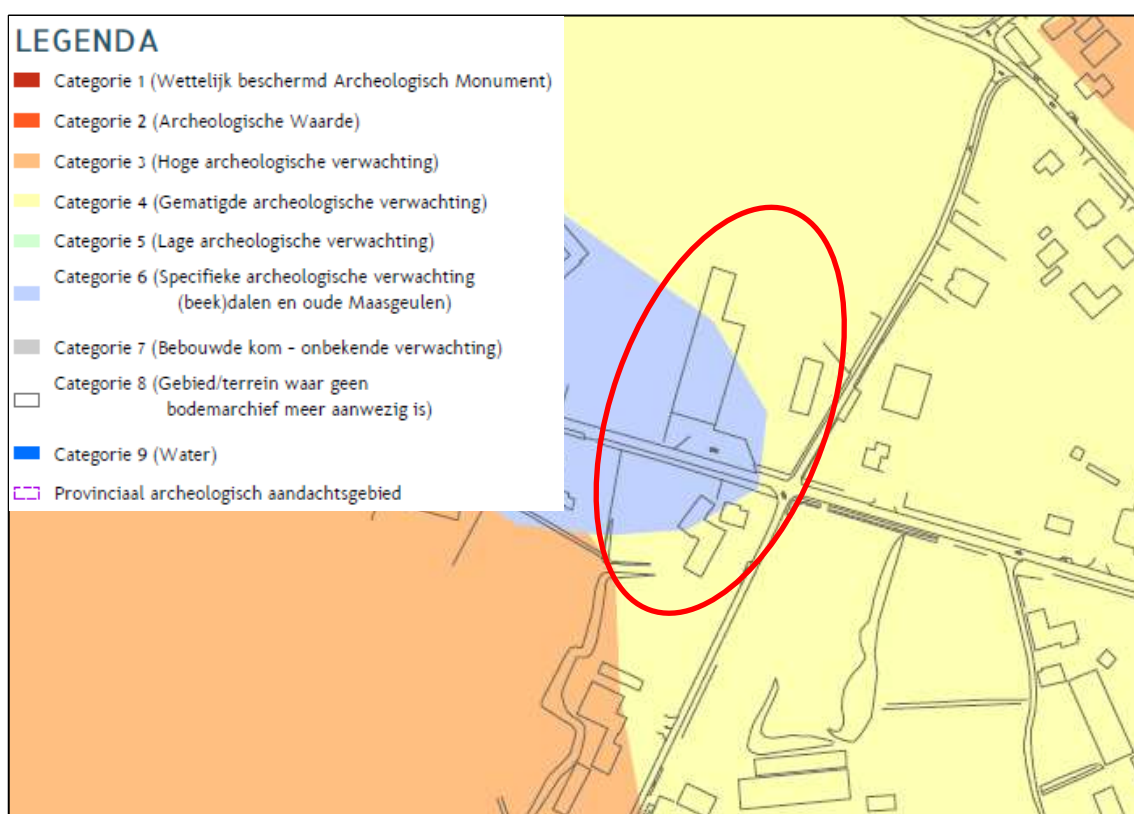 LEGENDA
Categorie 1 (Wettelijk beschermd Archeologisch Monument)
Categorie 2 (Archeologische Waarde)
Categorie 3 (Hoge archeologische verwachting)
Categorie 4 (Gematigde archeologische verwachting)
Categorie 5 (Lage archeologische verwachting)
Categorie 6 (Specifieke archeologische verwachting
(beek)dalen en oude Maasgeulen)
Categorie 7 (Bebouwde kom – onbekende verwachting)
Categorie 8 (Gebied/terrein waar geen
bodemarchief meer aanwezig is)
Categorie 9 (Water)
Provinciaal archeologisch aandachtsgebied